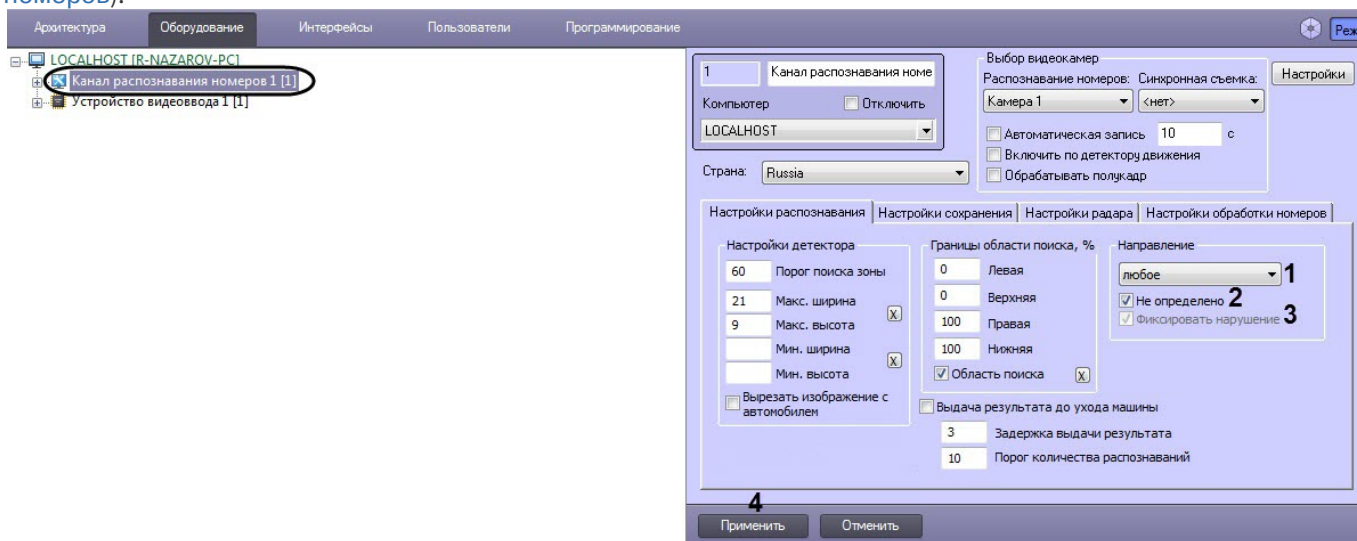 номеров).
Архитектура Оборудование Интерфейсы Пользователи Программирование Реж
LOCALHOST [R-NAZAROV-PC]
Канал распознавания номеров 1 [1]
Устройство видеоввода 1 [1]
1 Канал распознавания номе
Компьютер Отключить
LOCALHOST
Страна: Russia
Выбор видеокамер
Распознавание номеров: Синхронная съемка: Настройки
Камера 1 <нет>
Автоматическая запись 10 с
Включить по детектору движения
Обрабатывать полукадр
Настройки распознавания Настройки сохранения Настройки радара Настройки обработки номеров
Настройки детектора
60 Порог поиска зоны
21 Макс. ширина
9 Макс. высота
X
Мин. ширина
Мин. высота
X
Вырезать изображение с
автомобилем
Границы области поиска, %
0 Левая
0 Верхняя
100 Правая
100 Нижняя
Область поиска X
Направление
любое 1
Не определено 2
Фиксировать нарушение 3
Выдача результата до ухода машины
3 Задержка выдачи результата
10 Порог количества распознаваний
4
Применить Отменить